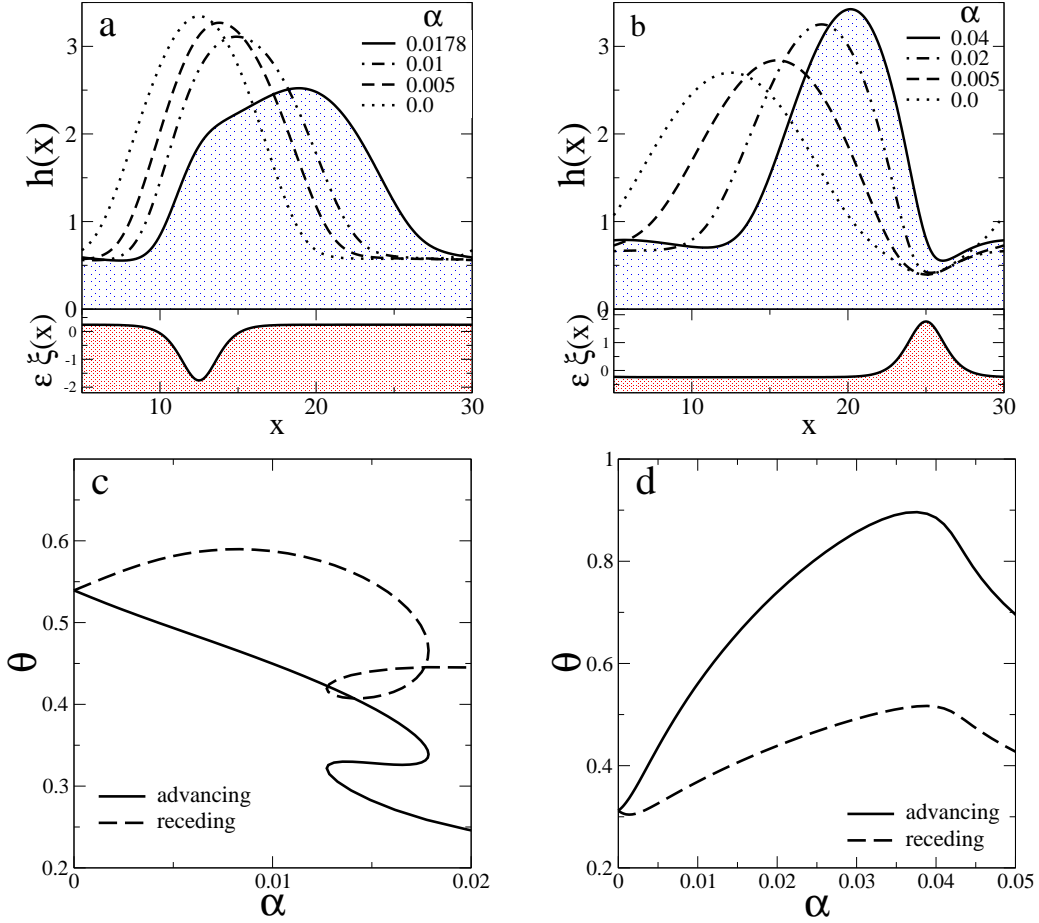 a
α
0.0178
0.01
0.005
0.0
h(x)
3
2
1
0
ε ξ(x)
0
-1
-2
10
20
30
x
b
α
0.04
0.02
0.005
0.0
h(x)
3
2
1
0
ε ξ(x)
2
1
0
10
20
30
x
c
θ
0.6
0.5
0.4
0.3
0.2
advancing
receding
0
0.01
0.02
α
d
θ
1
0.8
0.6
0.4
0.2
advancing
receding
0
0.01
0.02
0.03
0.04
0.05
α